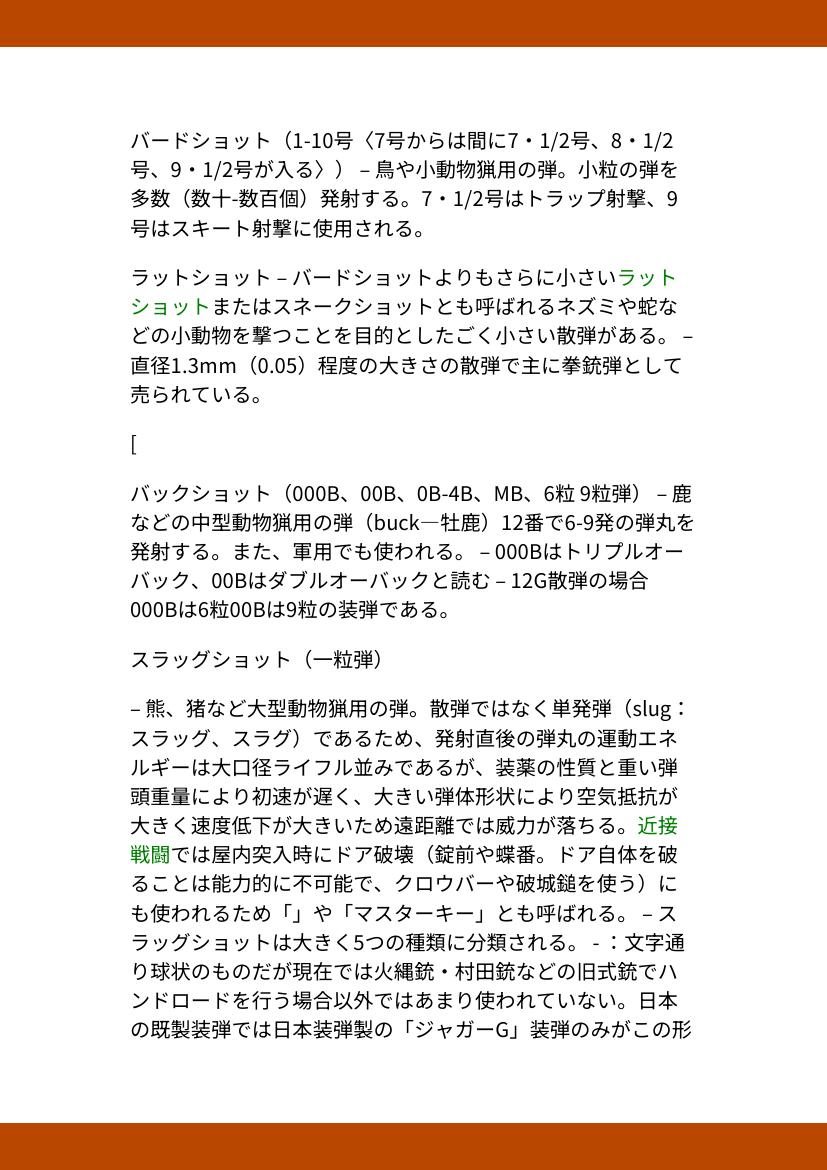 バードショット（1-10号〈7号からは間に7・1/2号、8・1/2
号、9・1/2号が入る〉） – 鳥や小動物猟用の弾。小粒の弾を
多数（数十-数百個）発射する。7・1/2号はトラップ射撃、9
号はスキート射撃に使用される。
ラットショット – バードショットよりもさらに小さいラット
ショットまたはスネークショットとも呼ばれるネズミや蛇な
どの小動物を撃つことを目的としたごく小さい散弾がある。 –
直径1.3mm（0.05）程度の大きさの散弾で主に拳銃弾として
売られている。
[
バックショット（000B、00B、0B-4B、MB、6粒 9粒弾） – 鹿
などの中型動物猟用の弾（buck―牡鹿）12番で6-9発の弾丸を
発射する。また、軍用でも使われる。 – 000Bはトリプルオー
バック、00Bはダブルオーバックと読む – 12G散弾の場合
000Bは6粒00Bは9粒の装弾である。
スラッグショット（一粒弾）
– 熊、猪など大型動物猟用の弾。散弾ではなく単発弾（slug：
スラッグ、スラグ）であるため、発射直後の弾丸の運動エネ
ルギーは大口径ライフル並みであるが、装薬の性質と重い弾
頭重量により初速が遅く、大きい弾体形状により空気抵抗が
大きく速度低下が大きいため遠距離では威力が落ちる。近接
戦闘では屋内突入時にドア破壊（錠前や蝶番。ドア自体を破
ることは能力的に不可能で、クロウバーや破城鎚を使う）に
も使われるため「」や「マスターキー」とも呼ばれる。 – ス
ラッグショットは大きく5つの種類に分類される。 - ：文字通
り球状のものだが現在では火縄銃・村田銃などの旧式銃でハ
ンドロードを行う場合以外ではあまり使われていない。日本
の既製装弾では日本装弾製の「ジャガーG」装弾のみがこの形